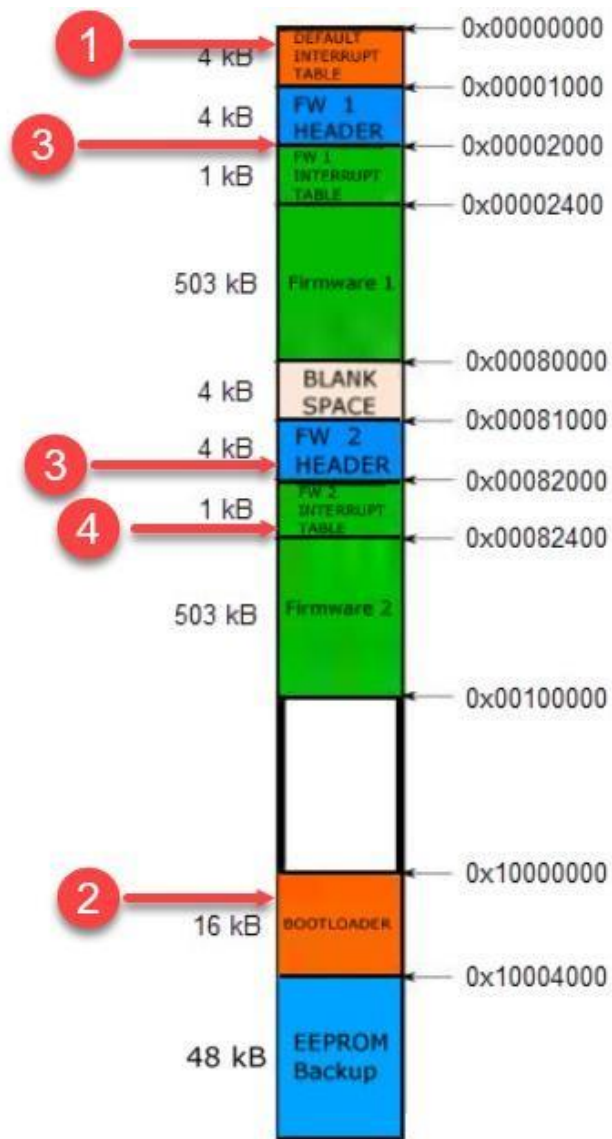 0x00000000
1
DEFAULT
INTERRUPT
TABLE
4 kB
0x00001000
FW 1
HEADER
4 kB
3
0x00002000
FW 1
INTERRUPT
TABLE
1 kB
0x00002400
503 kB
Firmware 1
0x00080000
BLANK
SPACE
4 kB
0x00081000
FW 2
HEADER
4 kB
3
0x00082000
FW 2
INTERRUPT
TABLE
1 kB
4
0x00082400
503 kB
Firmware 2
0x00100000
0x10000000
2
16 kB
BOOTLOADER
0x10004000
48 kB
EEPROM
Backup